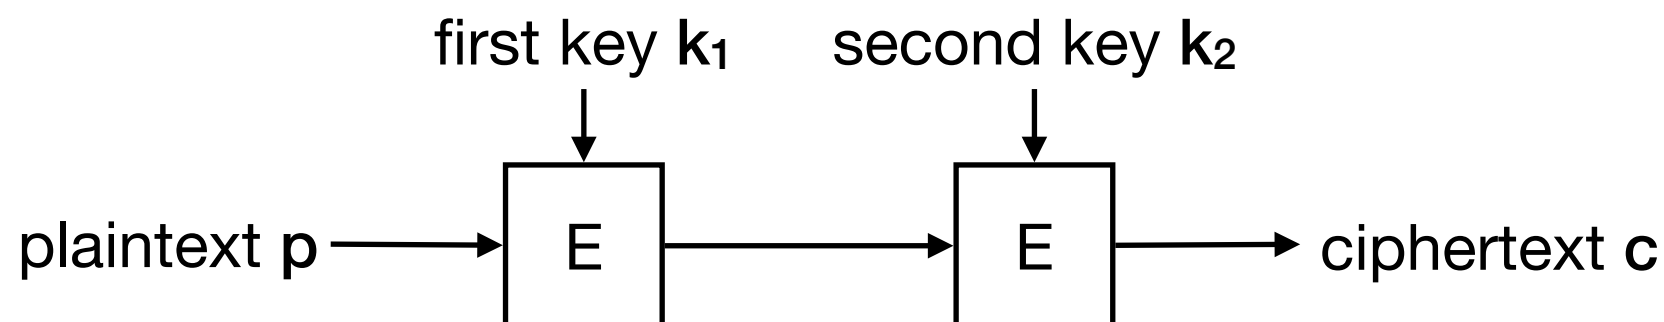 first key k₁ second key k₂
plaintext p E E ciphertext c